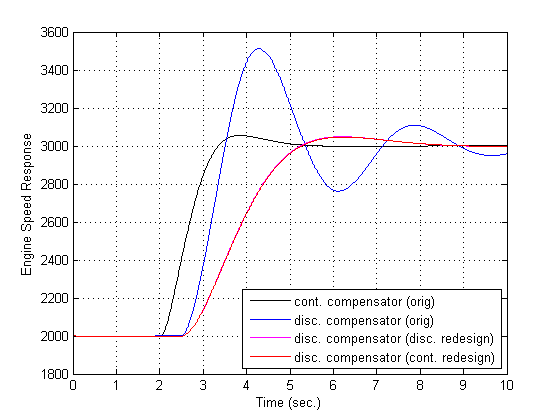 3600
3400
3200
3000
2800
2600
2400
2200
2000
1800
Engine Speed Response
cont. compensator (orig)
disc. compensator (orig)
disc. compensator (disc. redesign)
disc. compensator (cont. redesign)
0 1 2 3 4 5 6 7 8 9 10
Time (sec.)